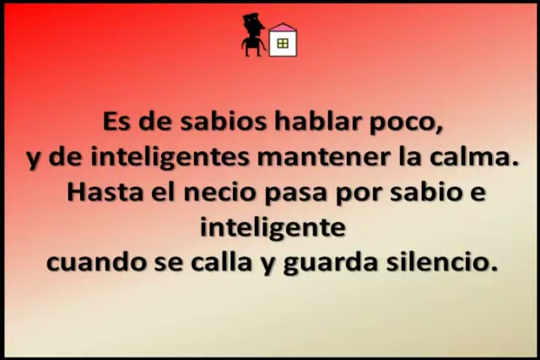 Es de sabios hablar poco,
y de inteligentes mantener la calma.
Hasta el necio pasa por sabio e
inteligente
cuando se calla y guarda silencio.